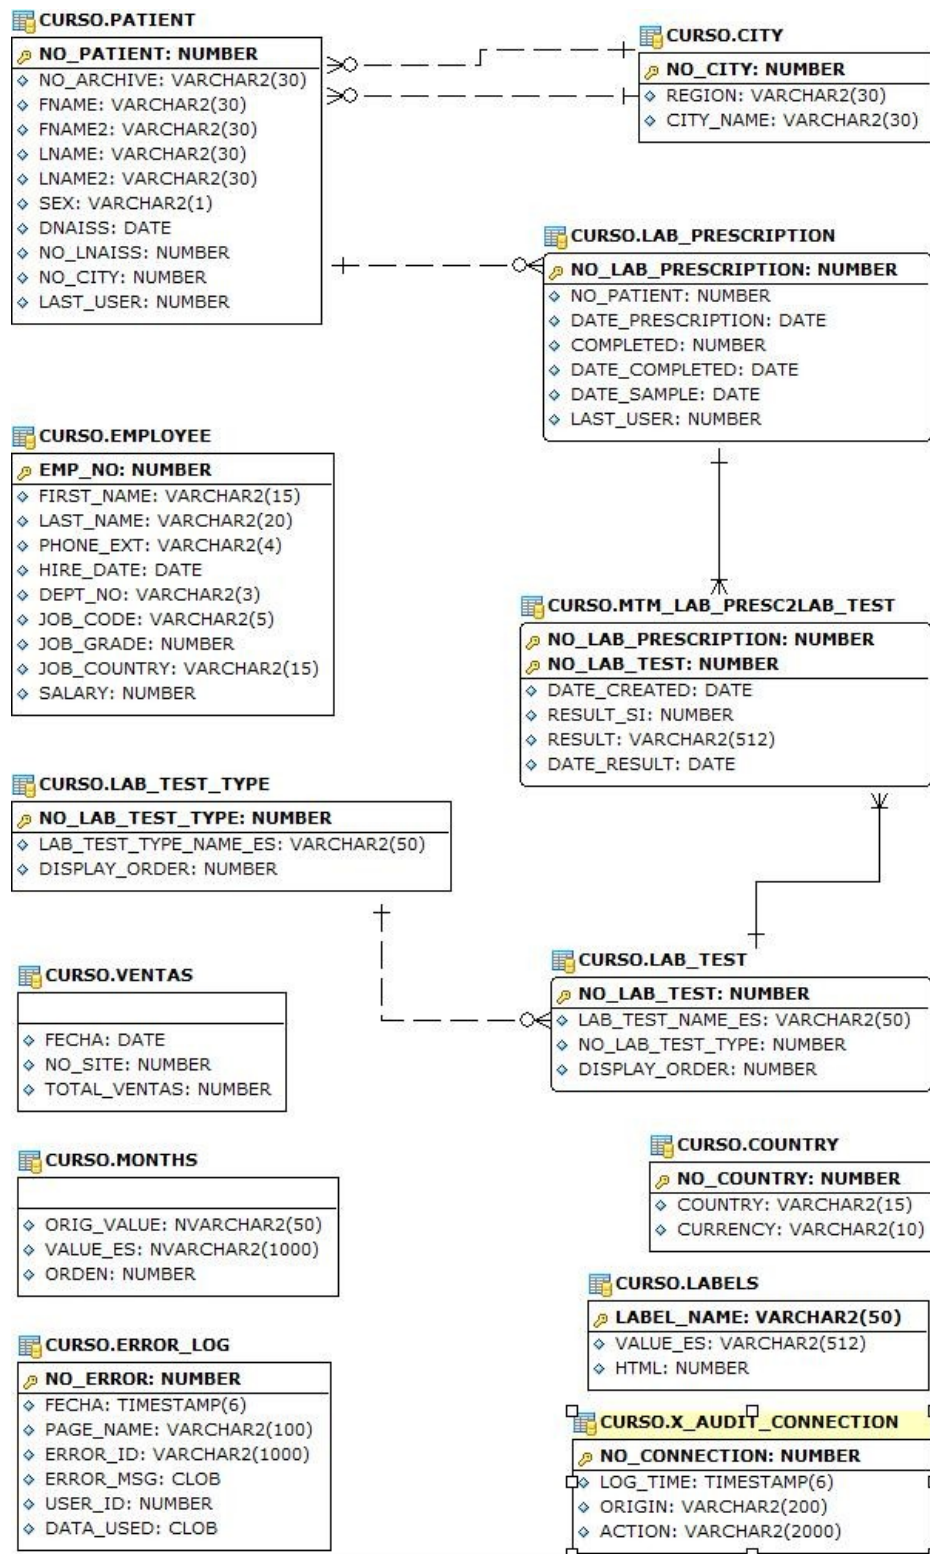 CURSO.PATIENT
NO_PATIENT: NUMBER
NO_ARCHIVE: VARCHAR2(30)
FNAME: VARCHAR2(30)
FNAME2: VARCHAR2(30)
LNAME: VARCHAR2(30)
LNAME2: VARCHAR2(30)
SEX: VARCHAR2(1)
DNAISS: DATE
NO_LNAISS: NUMBER
NO_CITY: NUMBER
LAST_USER: NUMBER
CURSO.CITY
NO_CITY: NUMBER
REGION: VARCHAR2(30)
CITY_NAME: VARCHAR2(30)
CURSO.LAB_PRESCRIPTION
NO_LAB_PRESCRIPTION: NUMBER
NO_PATIENT: NUMBER
DATE_PRESCRIPTION: DATE
COMPLETED: NUMBER
DATE_COMPLETED: DATE
DATE_SAMPLE: DATE
LAST_USER: NUMBER
CURSO.EMPLOYEE
EMP_NO: NUMBER
FIRST_NAME: VARCHAR2(15)
LAST_NAME: VARCHAR2(20)
PHONE_EXT: VARCHAR2(4)
HIRE_DATE: DATE
DEPT_NO: VARCHAR2(3)
JOB_CODE: VARCHAR2(5)
JOB_GRADE: NUMBER
JOB_COUNTRY: VARCHAR2(15)
SALARY: NUMBER
CURSO.MTM_LAB_PRESC2LAB_TEST
NO_LAB_PRESCRIPTION: NUMBER
NO_LAB_TEST: NUMBER
DATE_CREATED: DATE
RESULT_SI: NUMBER
RESULT: VARCHAR2(512)
DATE_RESULT: DATE
CURSO.LAB_TEST_TYPE
NO_LAB_TEST_TYPE: NUMBER
LAB_TEST_TYPE_NAME_ES: VARCHAR2(50)
DISPLAY_ORDER: NUMBER
CURSO.LAB_TEST
NO_LAB_TEST: NUMBER
LAB_TEST_NAME_ES: VARCHAR2(50)
NO_LAB_TEST_TYPE: NUMBER
DISPLAY_ORDER: NUMBER
CURSO.VENTAS
FECHA: DATE
NO_SITE: NUMBER
TOTAL_VENTAS: NUMBER
CURSO.MONTHS
ORIG_VALUE: NVARCHAR2(50)
VALUE_ES: NVARCHAR2(1000)
ORDEN: NUMBER
CURSO.COUNTRY
NO_COUNTRY: NUMBER
COUNTRY: VARCHAR2(15)
CURRENCY: VARCHAR2(10)
CURSO.LABELS
LABEL_NAME: VARCHAR2(50)
VALUE_ES: VARCHAR2(512)
HTML: NUMBER
CURSO.ERROR_LOG
NO_ERROR: NUMBER
FECHA: TIMESTAMP(6)
PAGE_NAME: VARCHAR2(100)
ERROR_ID: VARCHAR2(1000)
ERROR_MSG: CLOB
USER_ID: NUMBER
DATA_USED: CLOB
CURSO.X_AUDIT_CONNECTION
NO_CONNECTION: NUMBER
LOG_TIME: TIMESTAMP(6)
ORIGIN: VARCHAR2(200)
ACTION: VARCHAR2(2000)